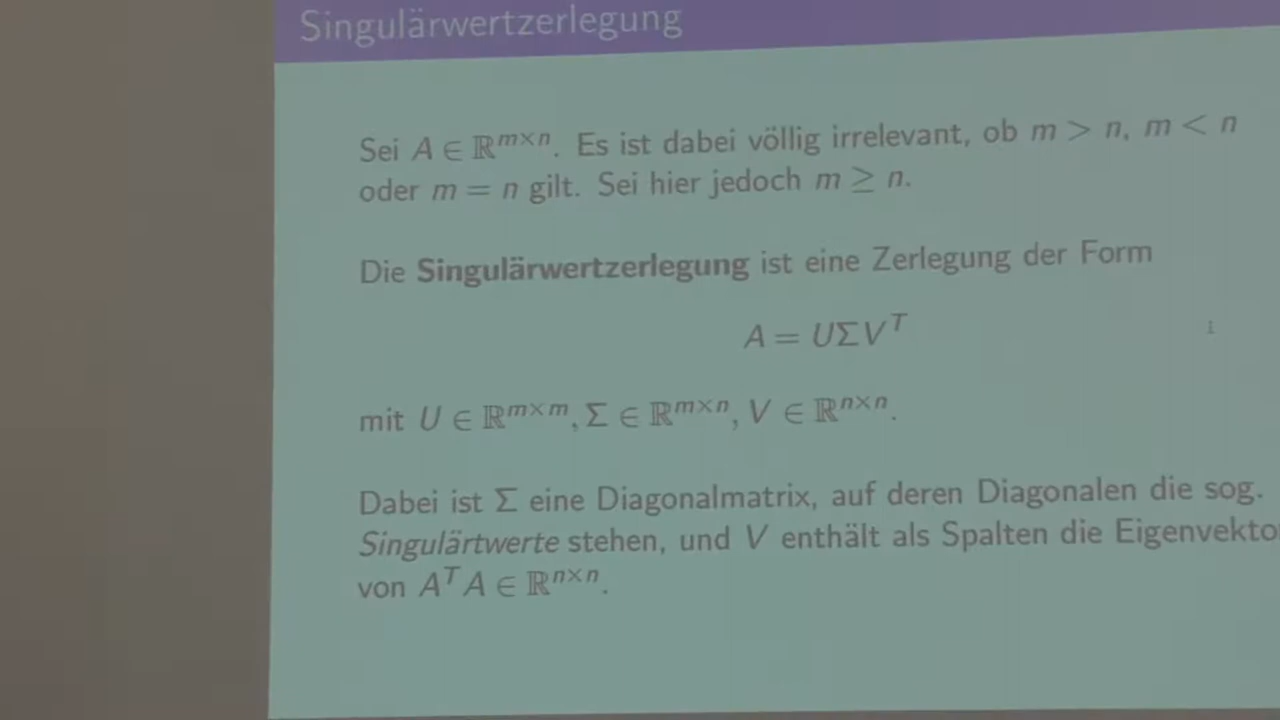 Singulärwertzerlegung
Sei A ∈ ℝ^{m×n}. Es ist dabei völlig irrelevant, ob m > n, m < n
oder m = n gilt. Sei hier jedoch m ≥ n.
Die Singulärwertzerlegung ist eine Zerlegung der Form
A = UΣV^T
mit U ∈ ℝ^{m×m}, Σ ∈ ℝ^{m×n}, V ∈ ℝ^{n×n}.
Dabei ist Σ eine Diagonalmatrix, auf deren Diagonalen die sog.
Singulärtwerte stehen, und V enthält als Spalten die Eigenvekto
von A^T A ∈ ℝ^{n×n}.